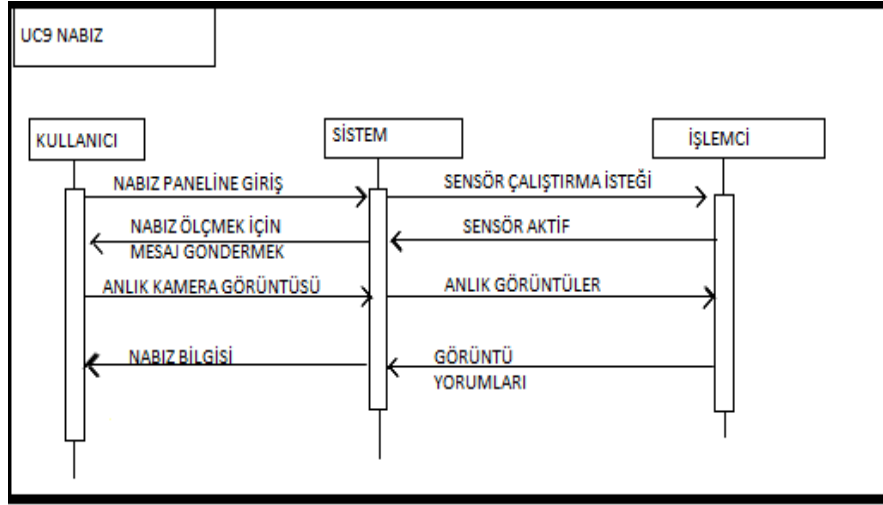 UC9 NABIZ
KULLANICI
SİSTEM
İŞLEMCİ
NABIZ PANELİNE GİRİŞ
SENSÖR ÇALIŞTIRMA İSTEĞİ
NABIZ ÖLÇMEK İÇİN
MESAJ GÖNDERMEK
SENSÖR AKTİF
ANLIK KAMERA GÖRÜNTÜSÜ
ANLIK GÖRÜNTÜLER
NABIZ BİLGİSİ
GÖRÜNTÜ
YORUMLARI